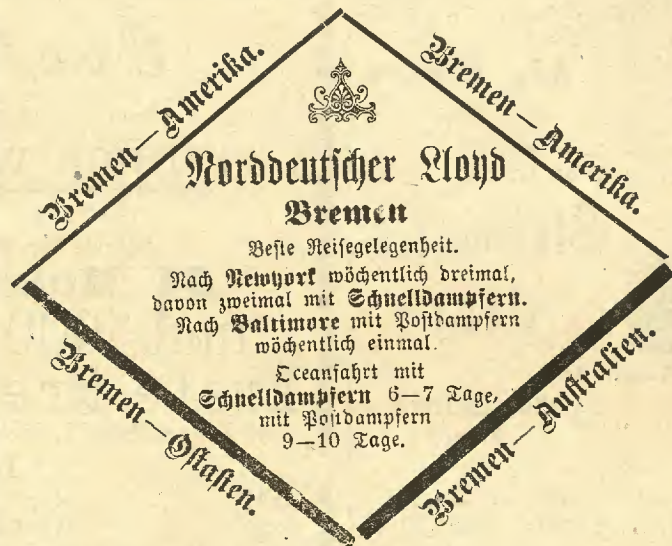 Bremen—Amerika.
Bremen—Amerika.
Norddeutscher Lloyd
Bremen
Beste Reisegelegenheit.
Nach Newyork wöchentlich dreimal,
davon zweimal mit Schnelldampfern.
Nach Baltimore mit Postdampfern
wöchentlich einmal.
Oceanfahrt mit
Schnelldampfern 6—7 Tage,
mit Postdampfern
9—10 Tage.
Bremen—Ostasien.
Bremen—Australien.